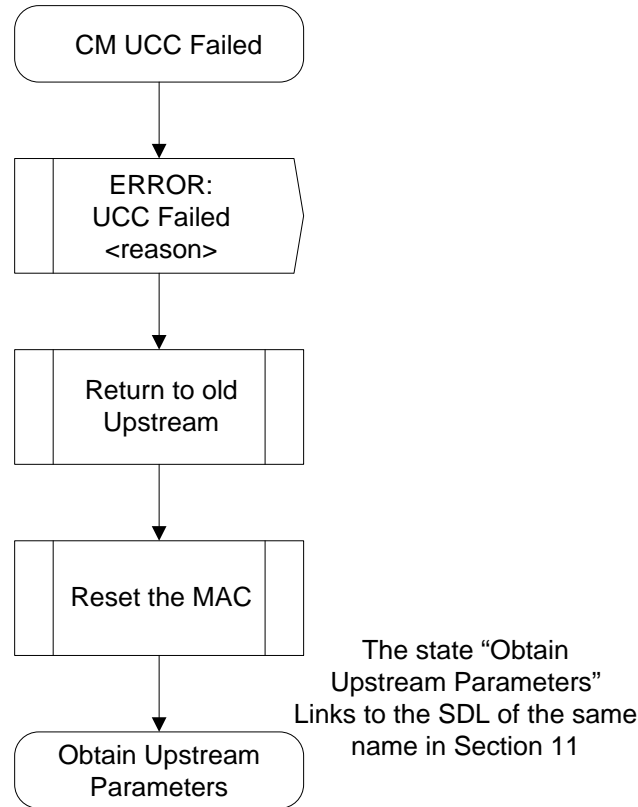 CM UCC Failed
ERROR:
UCC Failed
<reason>
Return to old
Upstream
Reset the MAC
The state “Obtain
Upstream Parameters”
Links to the SDL of the same
name in Section 11
Obtain Upstream
Parameters